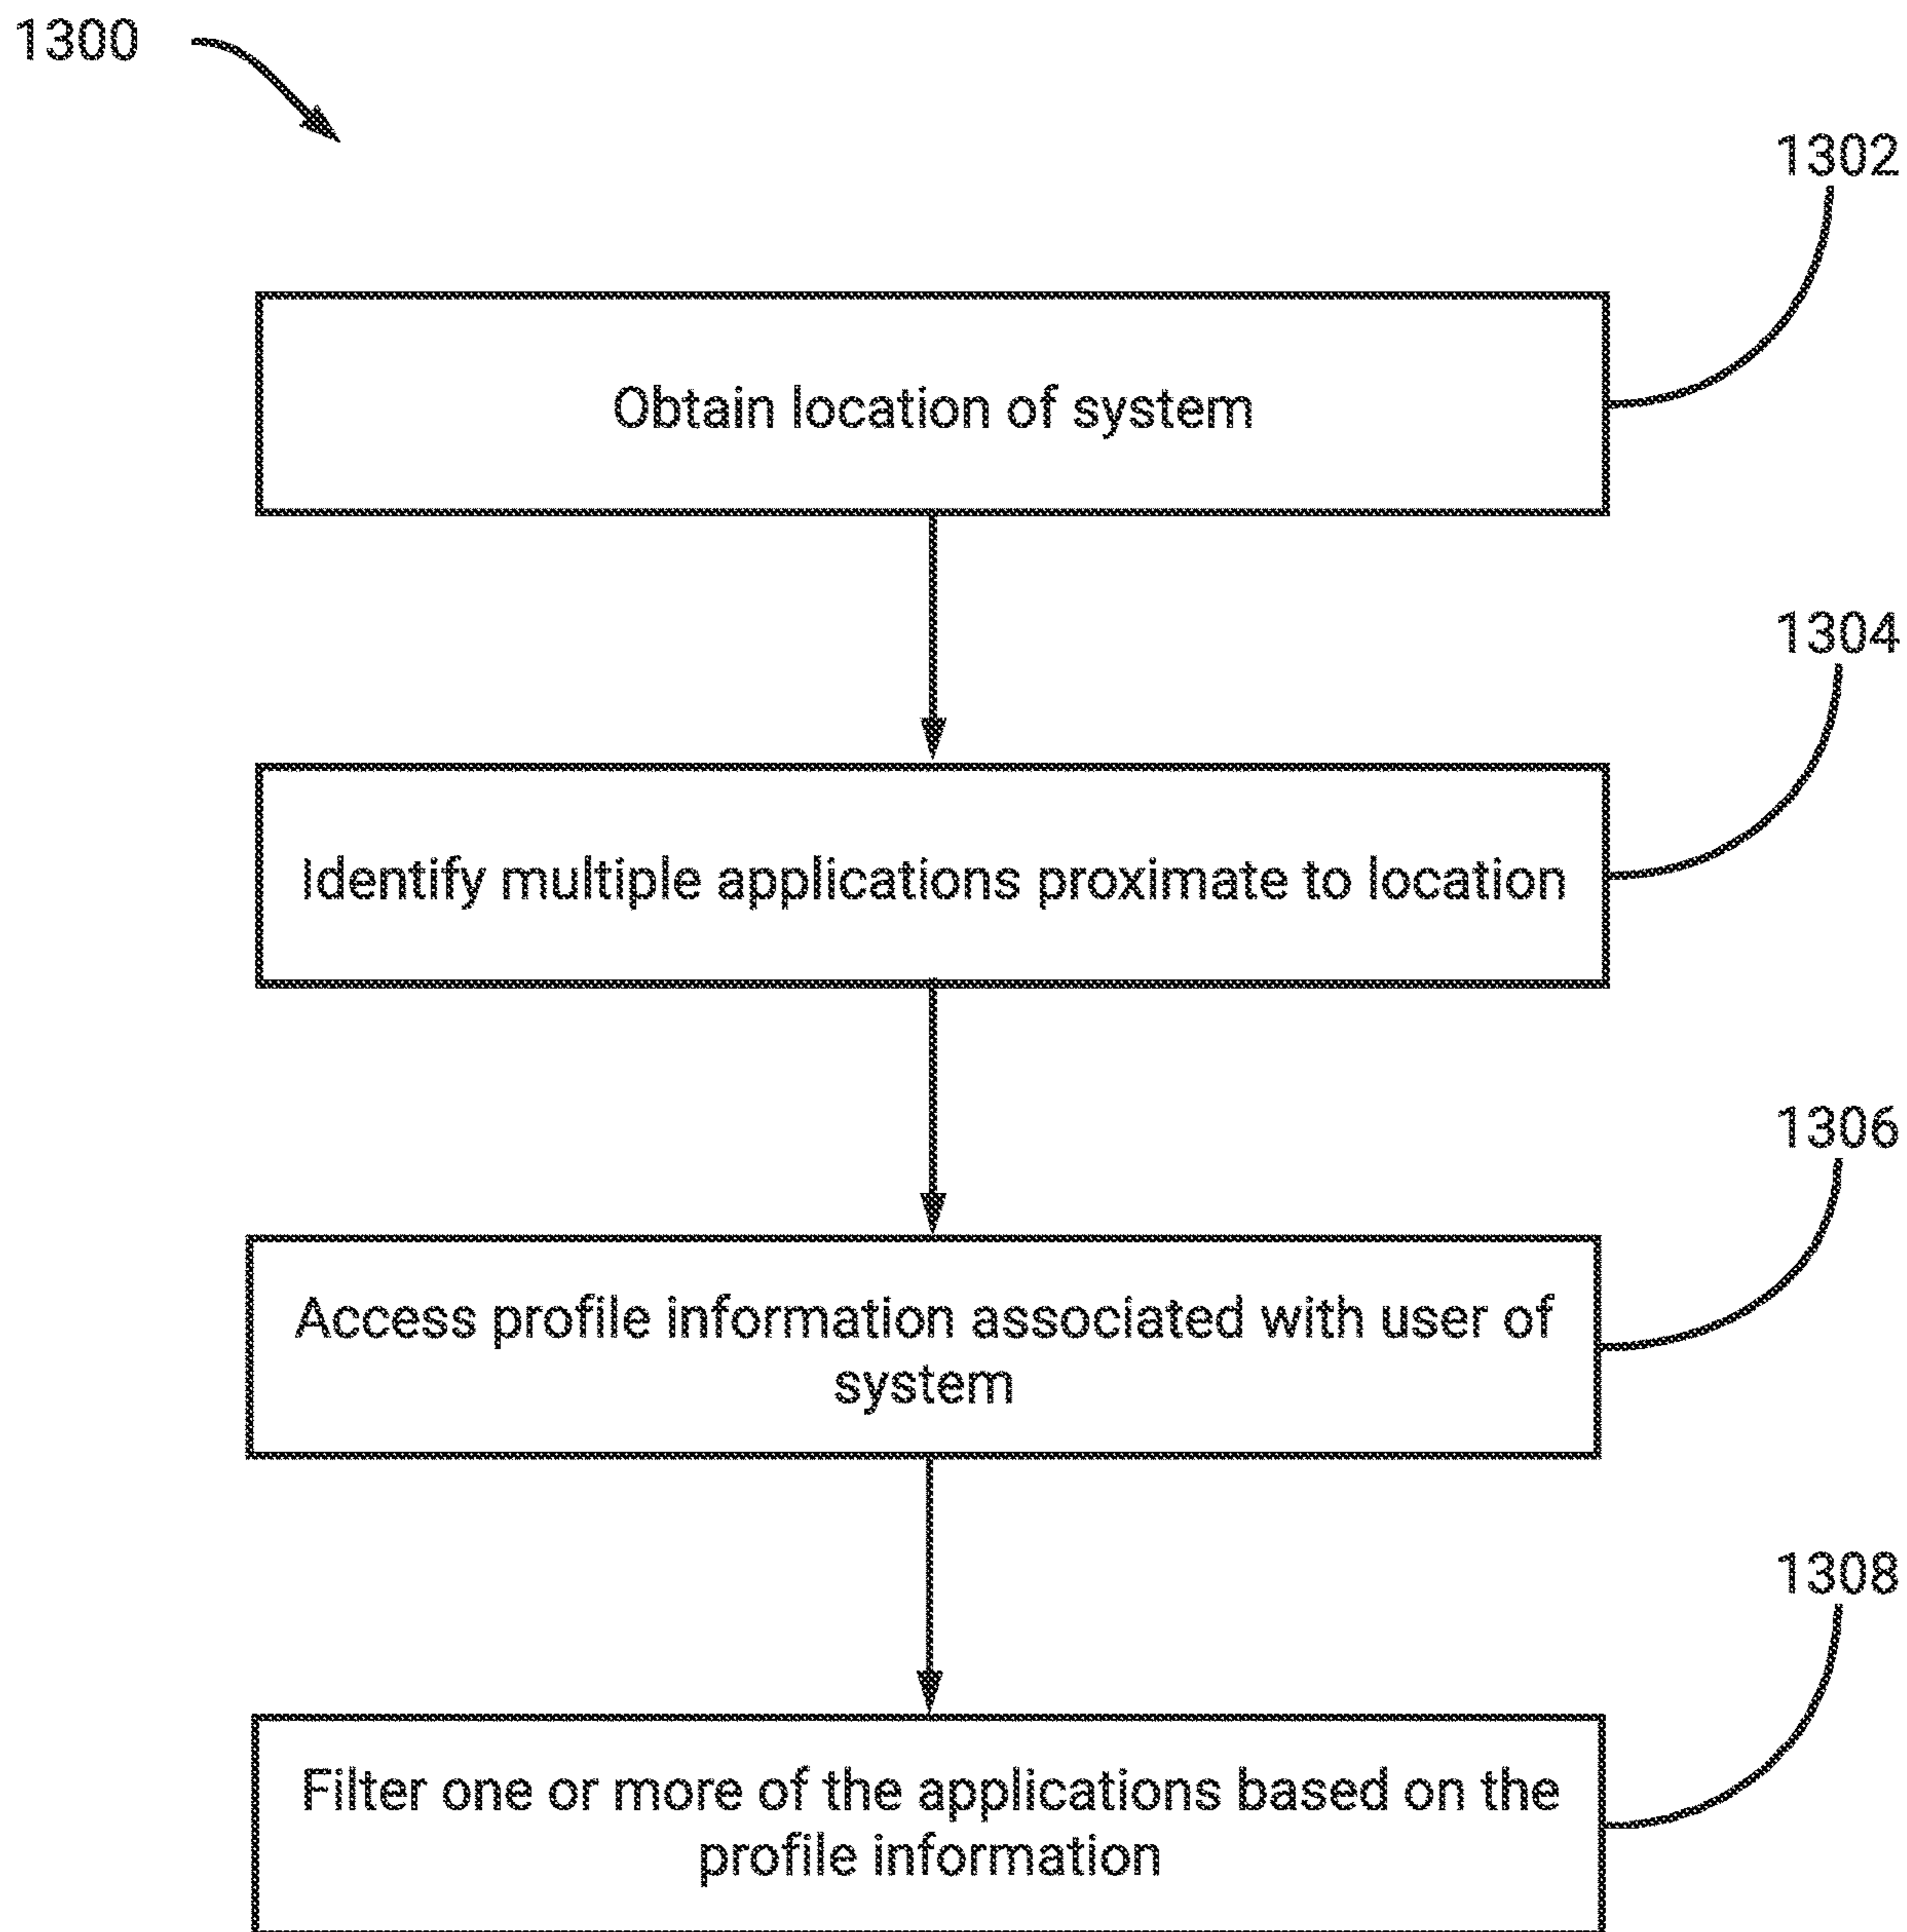 1300
1302
Obtain location of system
1304
Identify multiple applications proximate to location
1306
Access profile information associated with user of
system
1308
Filter one or more of the applications based on the
profile information